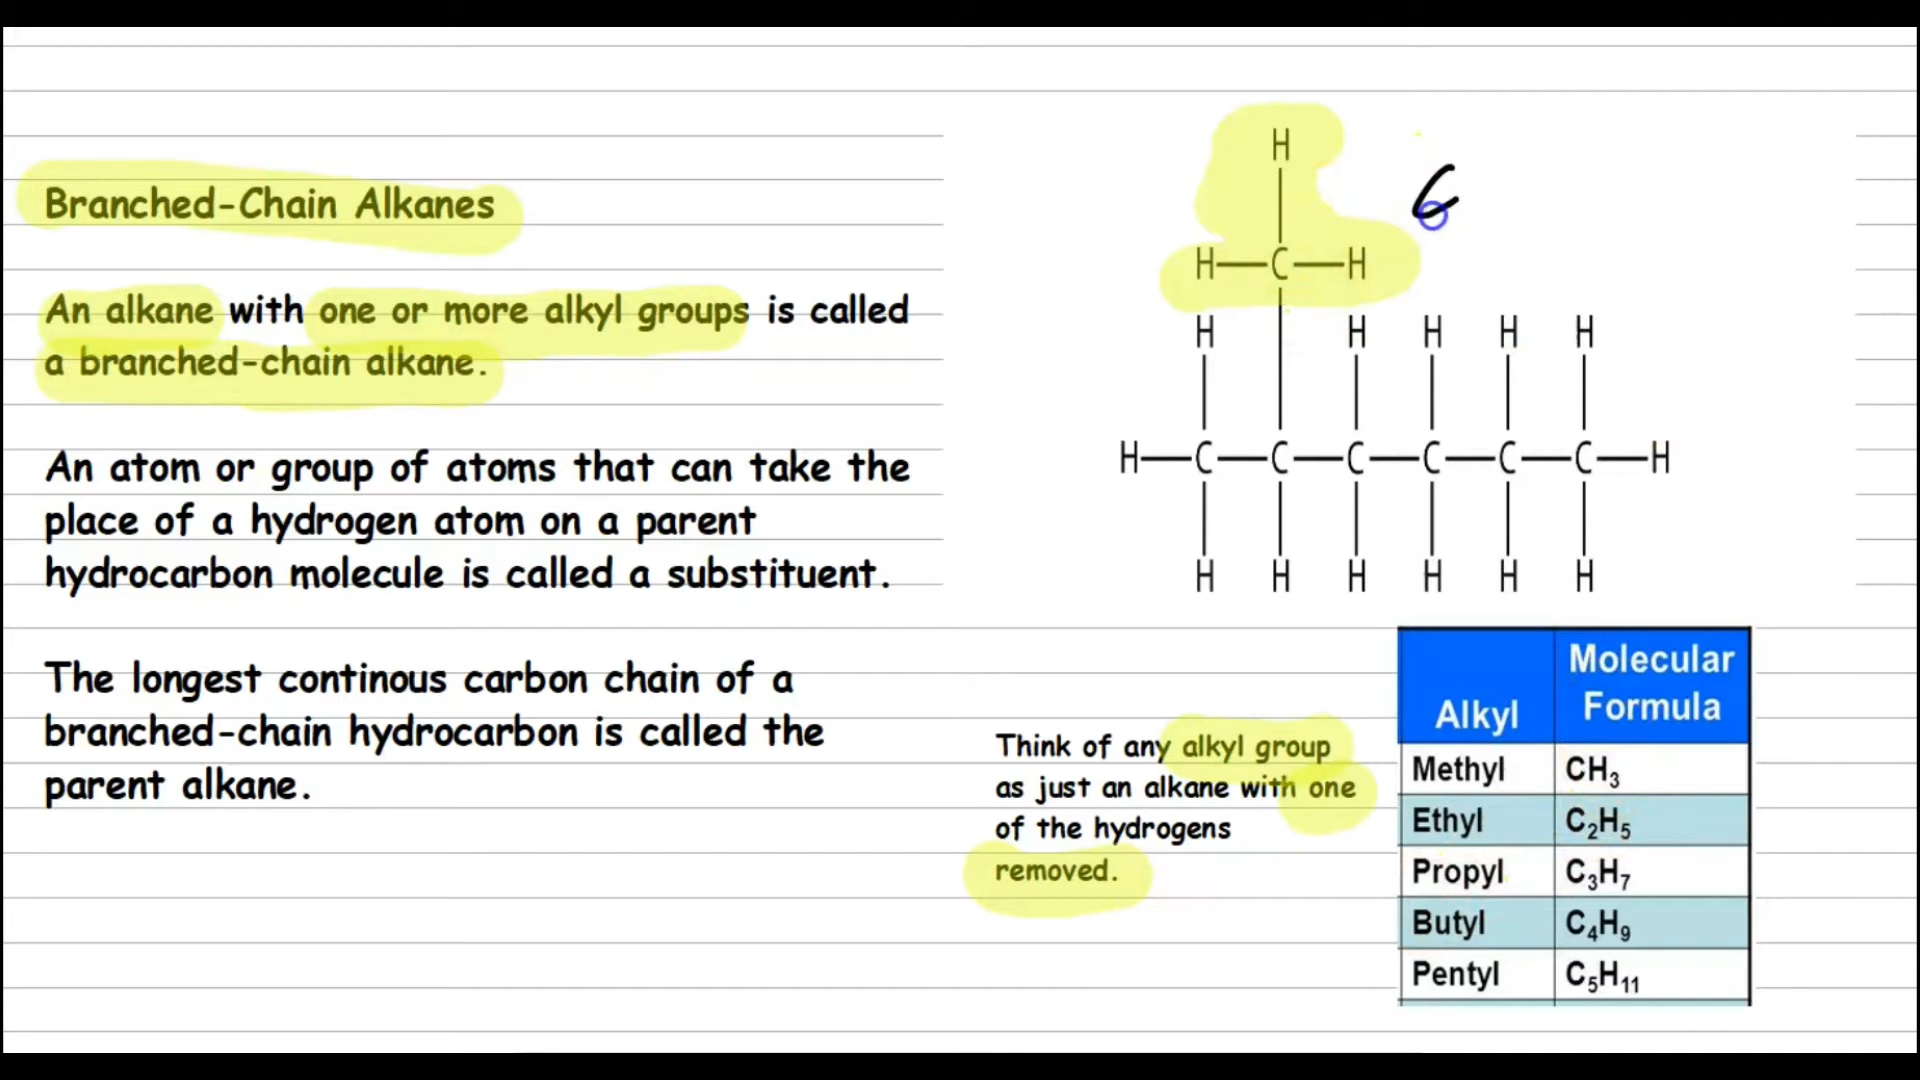 Branched-Chain Alkanes
An alkane with one or more alkyl groups is called
a branched-chain alkane.
An atom or group of atoms that can take the
place of a hydrogen atom on a parent
hydrocarbon molecule is called a substituent.
The longest continous carbon chain of a
branched-chain hydrocarbon is called the
parent alkane.
H
H—C—H
H H H H H
H—C—C—C—C—C—C—H
H H H H H H
Think of any alkyl group
as just an alkane with one
of the hydrogens
removed.
Alkyl Molecular Formula
Methyl CH₃
Ethyl C₂H₅
Propyl C₃H₇
Butyl C₄H₉
Pentyl C₅H₁₁